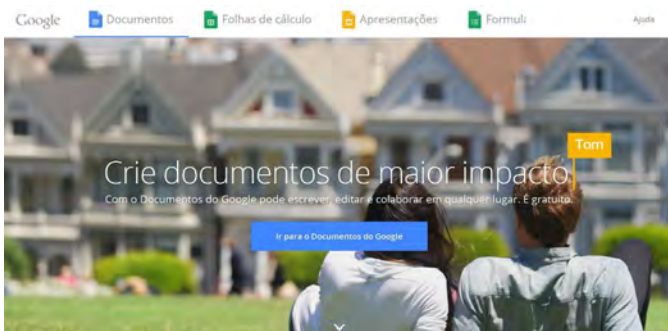 Google
Documentos
Folhas de cálculo
Apresentações
Formul
Ajuda
Tom
Crie documentos de maior impacto
Com o Documentos do Google pode escrever, editar e colaborar em qualquer lugar. É gratuito.
Ir para o Documentos do Google